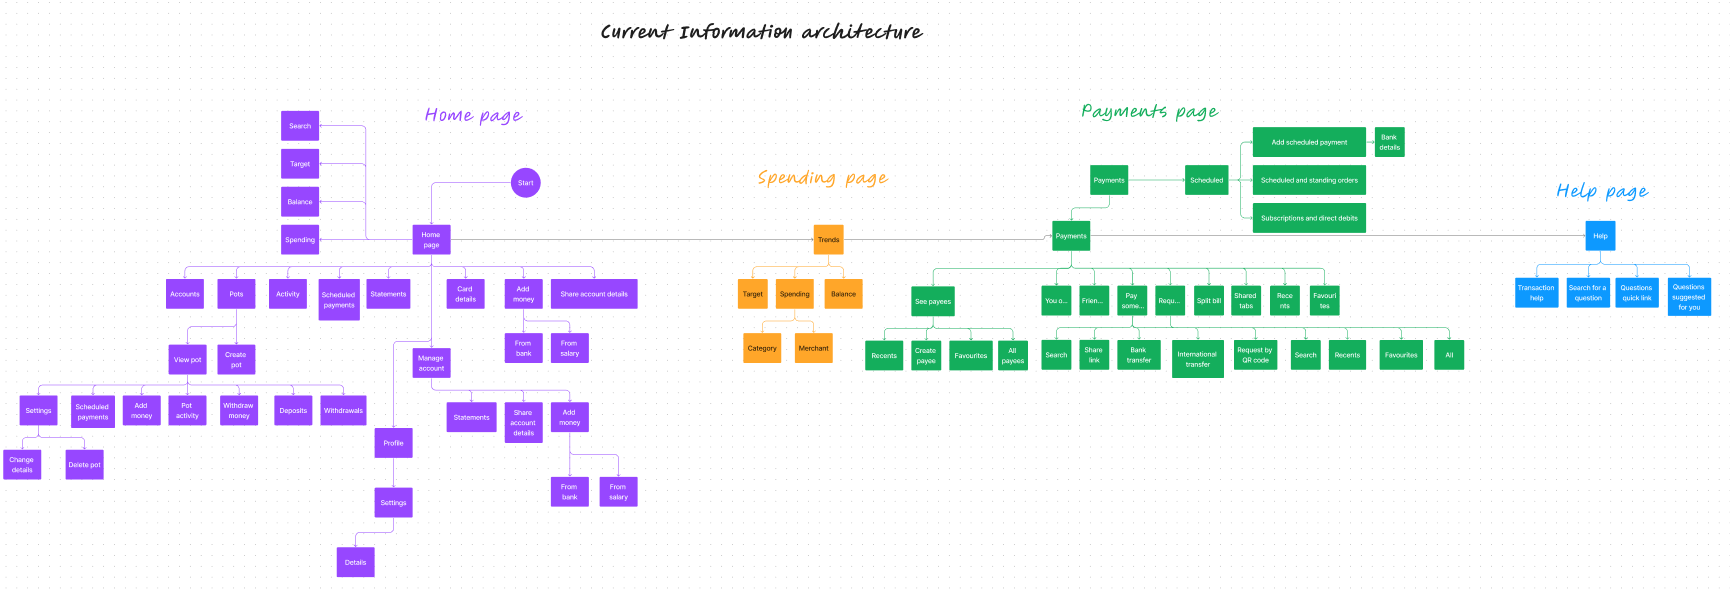 Current Information architecture
Home page
Search
Target
Balance
Spending
Start
Home
page
Accounts
Pots
Activity
Scheduled
payments
Statements
Card
details
Add
money
Share account details
From
bank
From
salary
View pot
Create
pot
Manage
account
Settings
Scheduled
payments
Add
money
Pot
activity
Withdraw
money
Deposits
Withdrawals
Change
details
Delete pot
Statements
Share
account
details
Add
money
From
bank
From
salary
Profile
Settings
Details
Spending page
Trends
Target
Spending
Balance
Category
Merchant
Payments page
Payments
Scheduled
Add scheduled payment
Bank
details
Scheduled and standing orders
Subscriptions and direct debits
Payments
See payees
You o...
Frien...
Pay
some...
Requ...
Split bill
Shared
tabs
Rece
nts
Favouri
tes
Recents
Create
payee
Favourites
All
payees
Search
Share
link
Bank
transfer
International
transfer
Request by
QR code
Search
Recents
Favourites
All
Help page
Help
Transaction
help
Search for a
question
Questions
quick link
Questions
suggested
for you